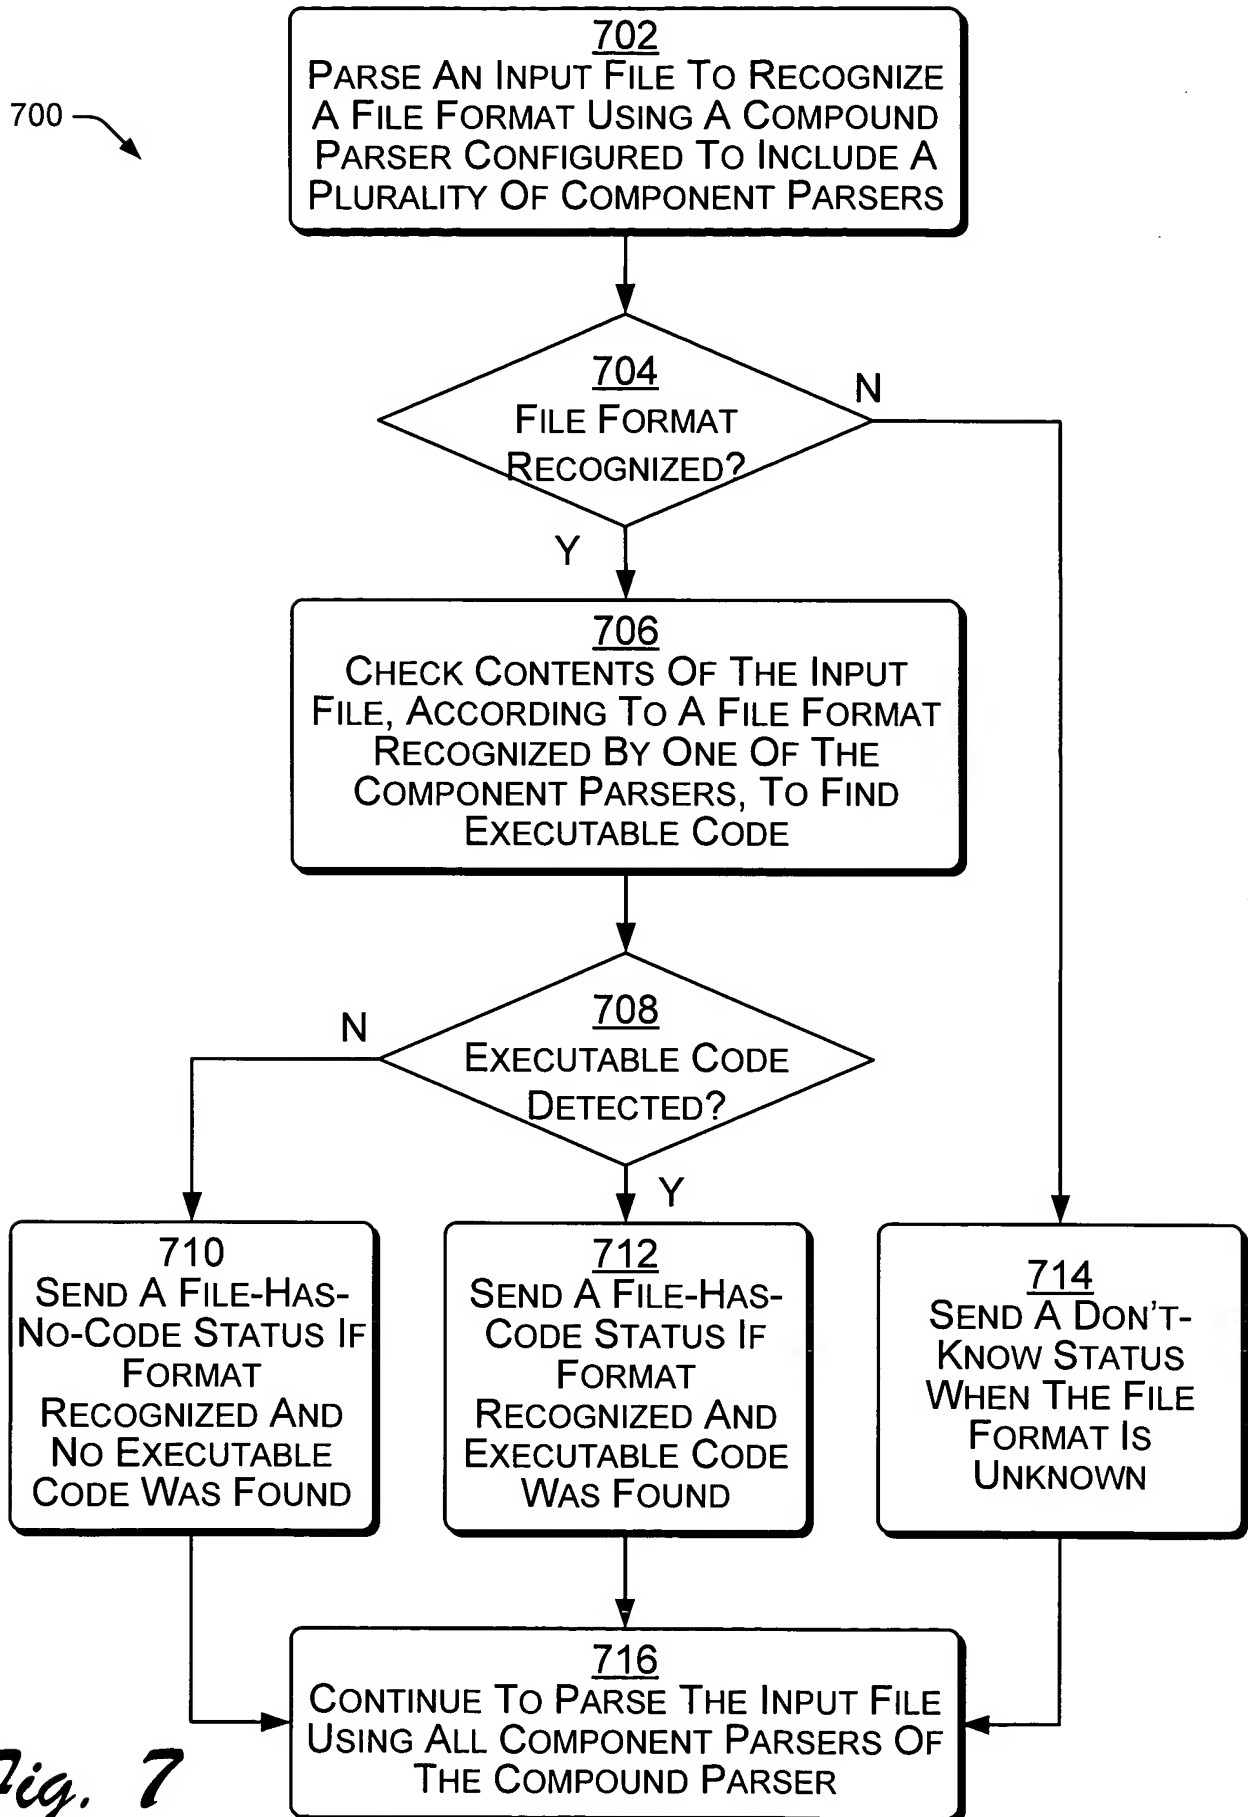 702
PARSE AN INPUT FILE TO RECOGNIZE
A FILE FORMAT USING A COMPOUND
PARSER CONFIGURED TO INCLUDE A
PLURALITY OF COMPONENT PARSERS
700
704
FILE FORMAT
RECOGNIZED?
N
Y
706
CHECK CONTENTS OF THE INPUT
FILE, ACCORDING TO A FILE FORMAT
RECOGNIZED BY ONE OF THE
COMPONENT PARSERS, TO FIND
EXECUTABLE CODE
708
EXECUTABLE CODE
DETECTED?
N
Y
710
SEND A FILE-HAS-
NO-CODE STATUS IF
FORMAT
RECOGNIZED AND
NO EXECUTABLE
CODE WAS FOUND
712
SEND A FILE-HAS-
CODE STATUS IF
FORMAT
RECOGNIZED AND
EXECUTABLE CODE
WAS FOUND
714
SEND A DON'T-
KNOW STATUS
WHEN THE FILE
FORMAT IS
UNKNOWN
716
CONTINUE TO PARSE THE INPUT FILE
USING ALL COMPONENT PARSERS OF
THE COMPOUND PARSER
Fig. 7